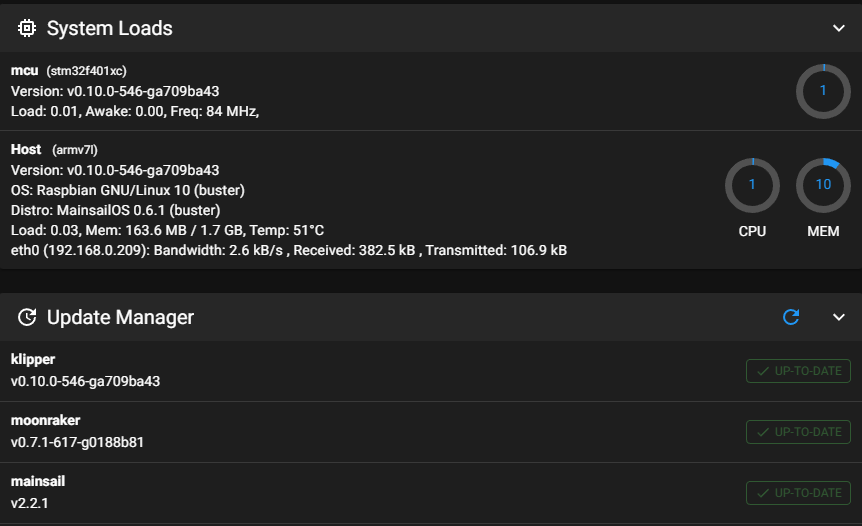 System Loads
mcu (stm32f401xc)
Version: v0.10.0-546-ga709ba43
Load: 0.01, Awake: 0.00, Freq: 84 MHz,
1
Host (armv7l)
Version: v0.10.0-546-ga709ba43
OS: Raspbian GNU/Linux 10 (buster)
Distro: MainsailOS 0.6.1 (buster)
Load: 0.03, Mem: 163.6 MB / 1.7 GB, Temp: 51°C
eth0 (192.168.0.209): Bandwidth: 2.6 kB/s , Received: 382.5 kB , Transmitted: 106.9 kB
1 10
CPU MEM
Update Manager
klipper
v0.10.0-546-ga709ba43
UP-TO-DATE
moonraker
v0.7.1-617-g0188b81
UP-TO-DATE
mainsail
v2.2.1
UP-TO-DATE